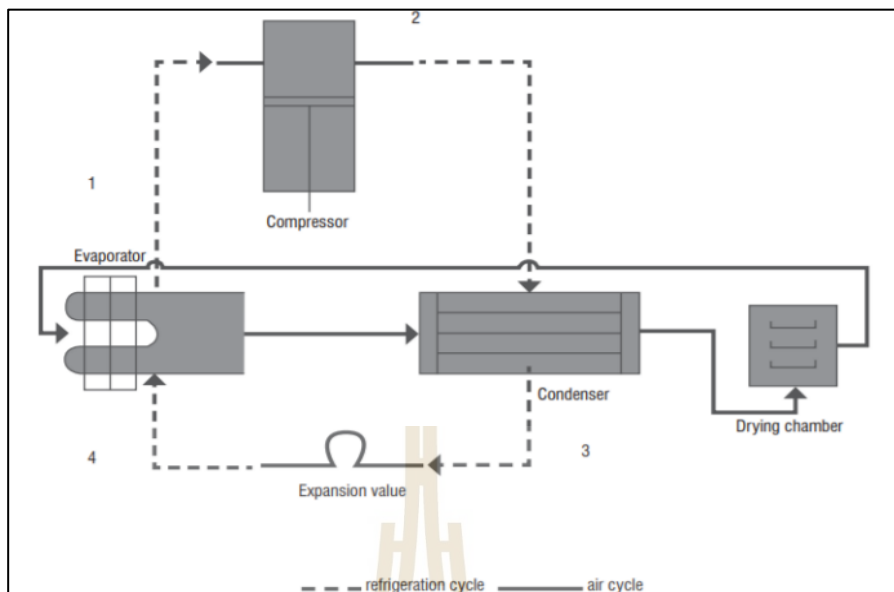 2
1
Compressor
Evaporator
Condenser
Drying chamber
4
3
Expansion value
refrigeration cycle
air cycle